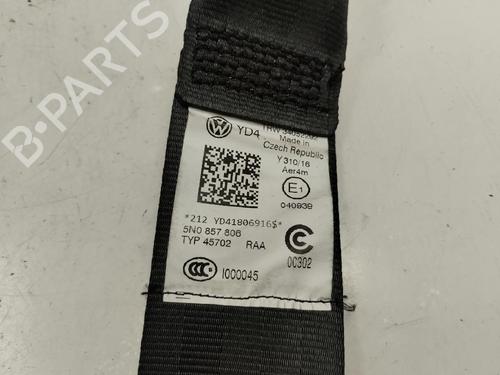 YD4
Made in
Czech Republic
Y310/16
Aer4m
E1
040939
*212 YD41806916$*
5N0 857 806
TYP 45702 RAA
0C302
CCC
I000045